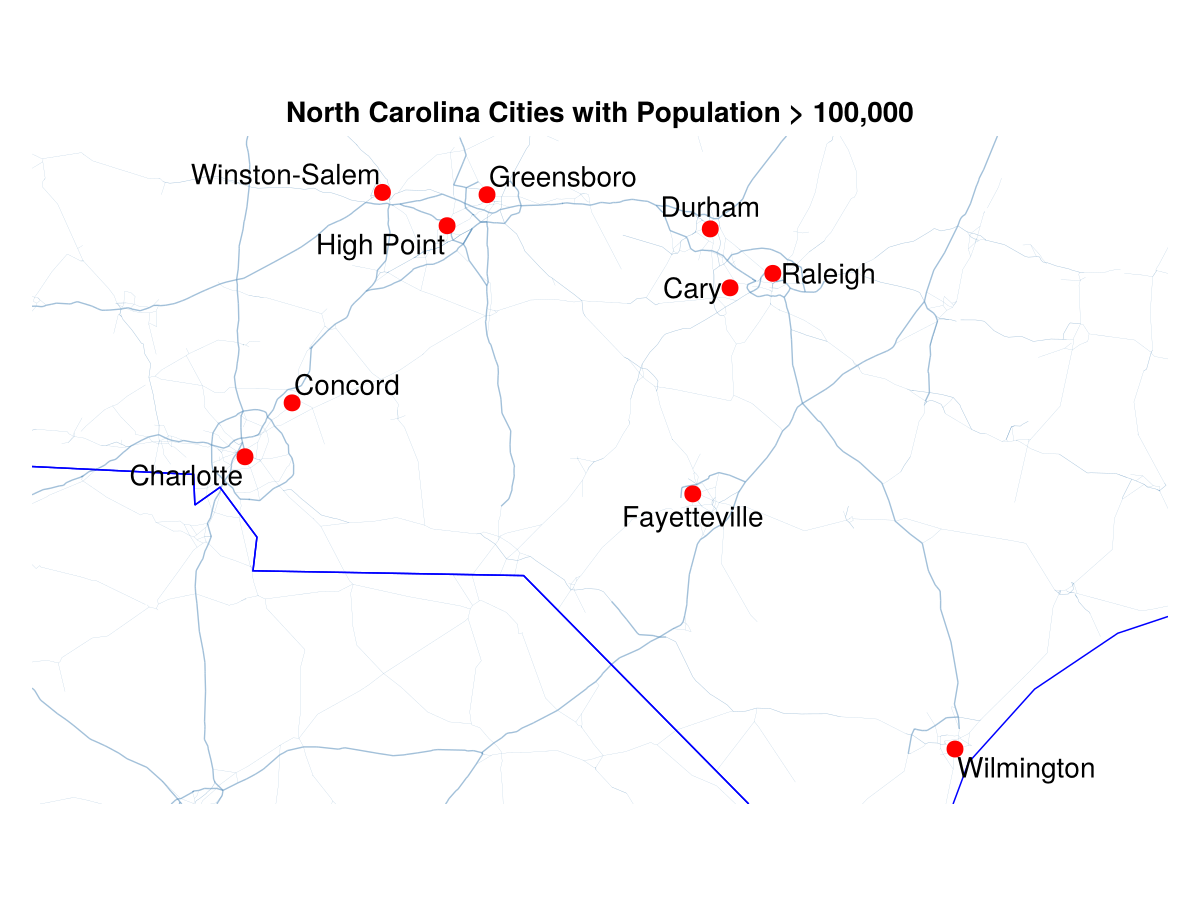 North Carolina Cities with Population > 100,000
Winston-Salem
Greensboro
Durham
High Point
Raleigh
Cary
Concord
Charlotte
Fayetteville
Wilmington